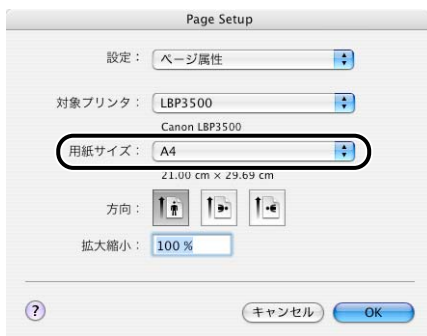 Page Setup
設定： ページ属性
対象プリンタ： LBP3500
Canon LBP3500
用紙サイズ： A4
21.00 cm × 29.69 cm
方向：
拡大縮小： 100 %
? キャンセル OK